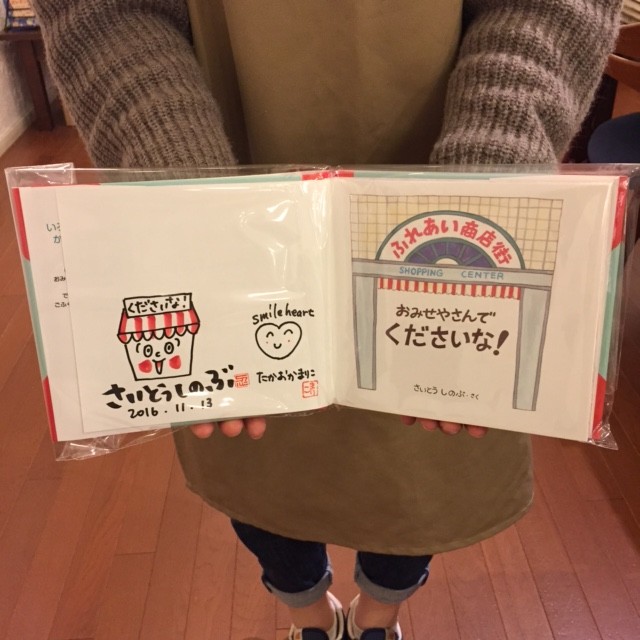 くださいな!
さいとうしのぶ
2016.11.13
smile heart
たかおかまりこ
ふれあい商店街
SHOPPING CENTER
おみせやさんで
くださいな!
さいとう しのぶ さく